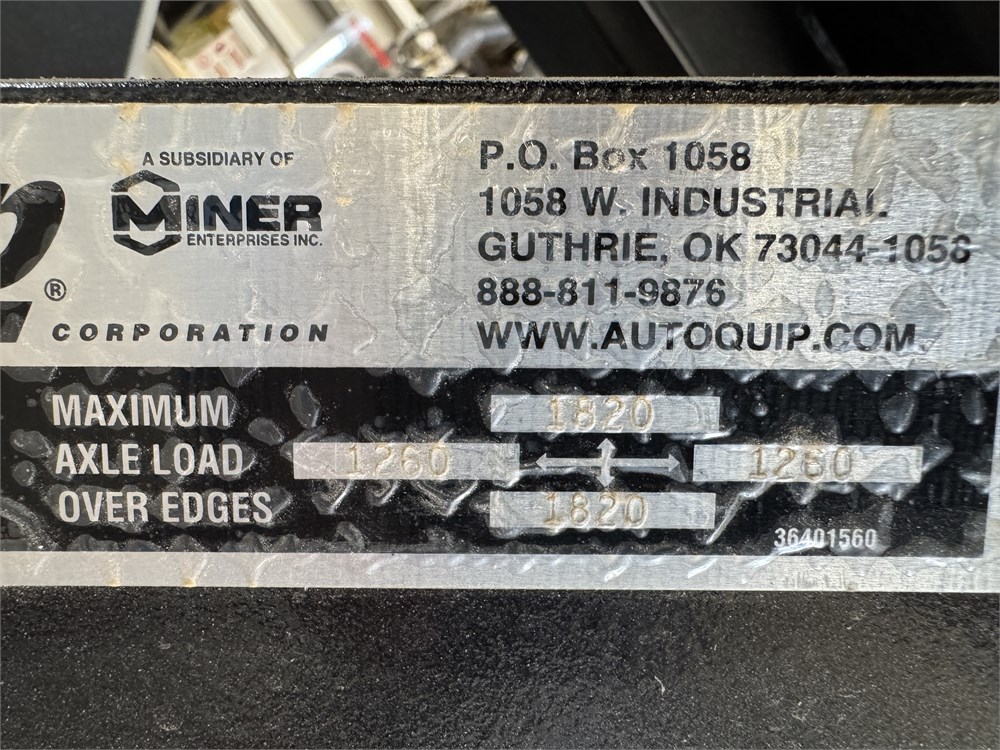 A SUBSIDIARY OF
MINER
ENTERPRISES INC.
®
CORPORATION
P.O. Box 1058
1058 W. INDUSTRIAL
GUTHRIE, OK 73044-1058
888-811-9876
WWW.AUTOQUIP.COM
MAXIMUM
AXLE LOAD
OVER EDGES
1820
1260
1260
1820
36401560